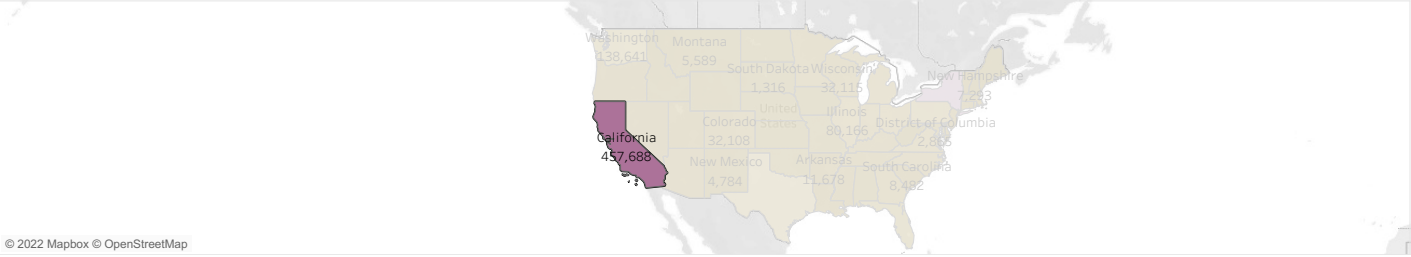 Washington
138,641
Montana
5,589
South Dakota
1,316
Wisconsin
32,115
New Hampshire
7,293
United
States
Colorado
32,108
Illinois
80,166
District of Columbia
2,865
California
457,688
New Mexico
4,784
Arkansas
11,678
South Carolina
8,482
© 2022 Mapbox © OpenStreetMap